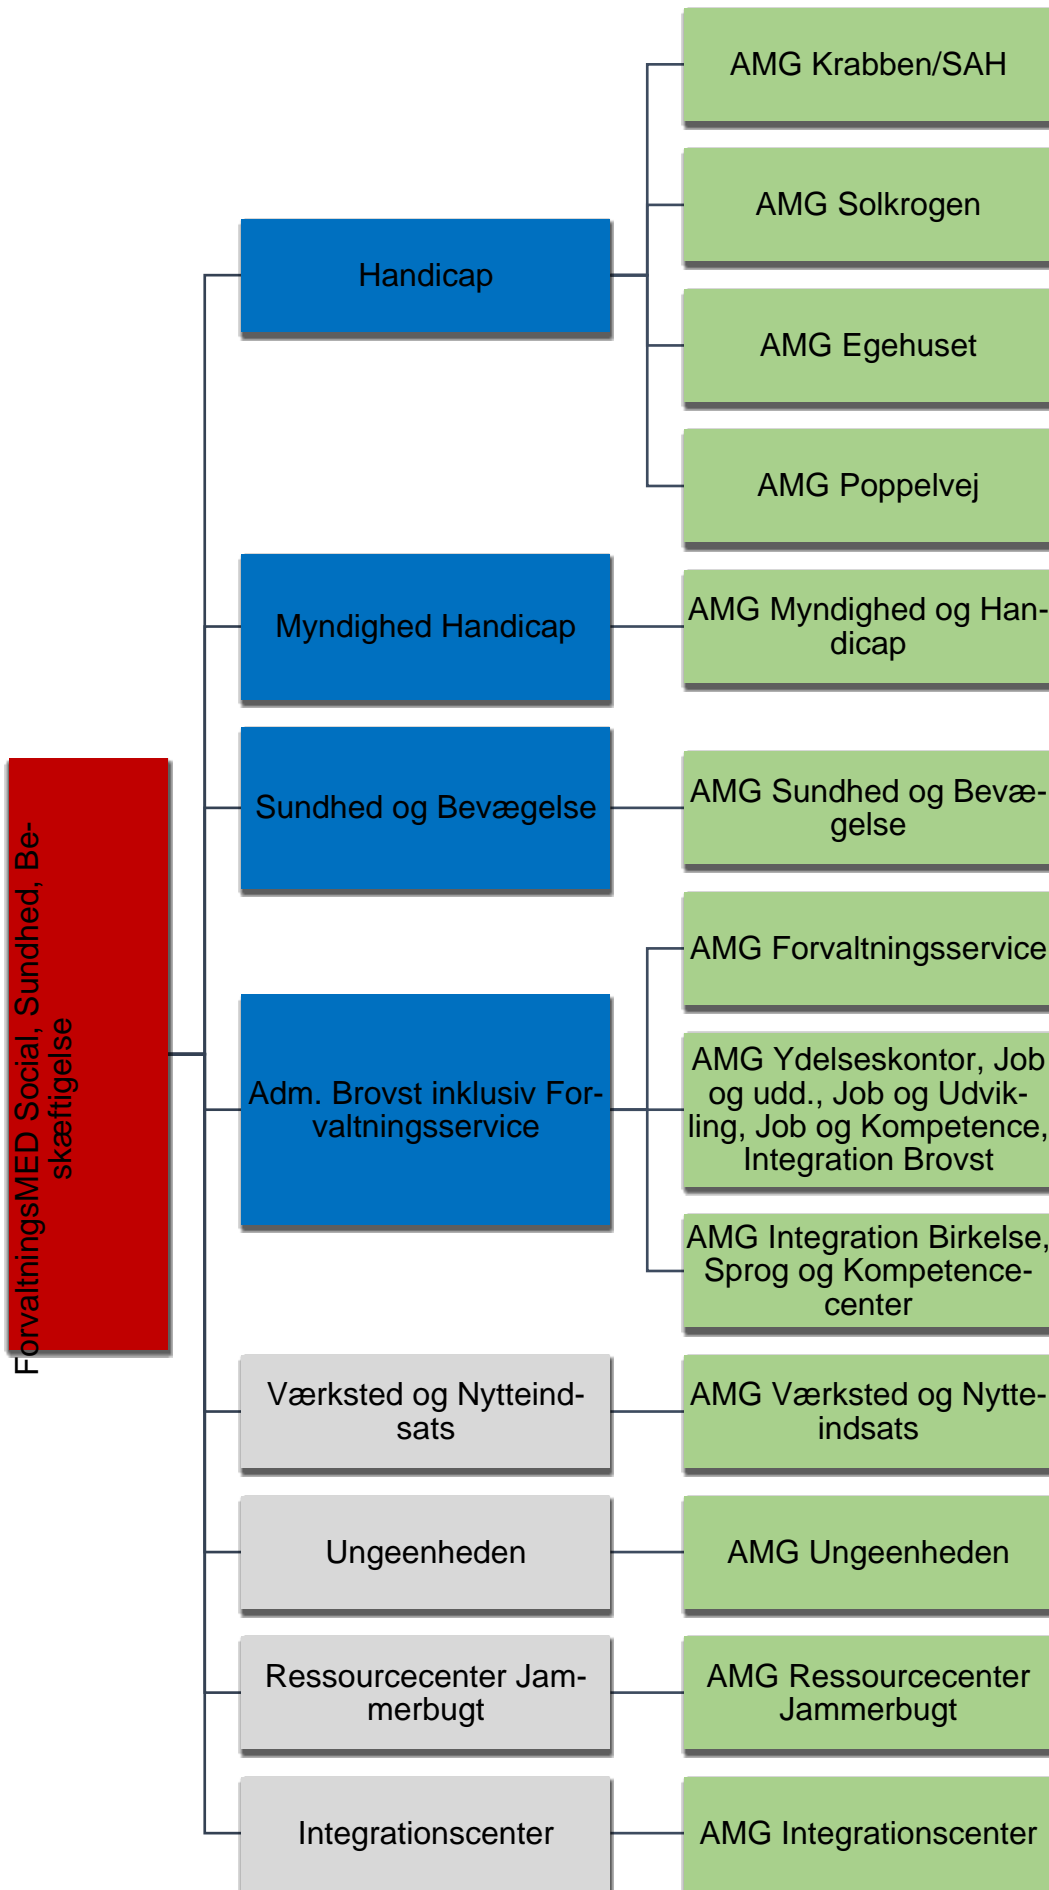 ForvaltningsMED Social, Sundhed, Be-
skæftigelse
Handicap
AMG Krabben/SAH
AMG Solkrogen
AMG Egehuset
AMG Poppelvej
Myndighed Handicap
AMG Myndighed og Han-
dicap
Sundhed og Bevægelse
AMG Sundhed og Bevæ-
gelse
Adm. Brovst inklusiv For-
valtningsservice
AMG Forvaltningsservice
AMG Ydelseskontor, Job
og udd., Job og Udvik-
ling, Job og Kompetence,
Integration Brovst
AMG Integration Birkelse,
Sprog og Kompetence-
center
Værksted og Nytteind-
sats
AMG Værksted og Nytte-
indsats
Ungeenheden
AMG Ungeenheden
Ressourcecenter Jam-
merbugt
AMG Ressourcecenter
Jammerbugt
Integrationscenter
AMG Integrationscenter